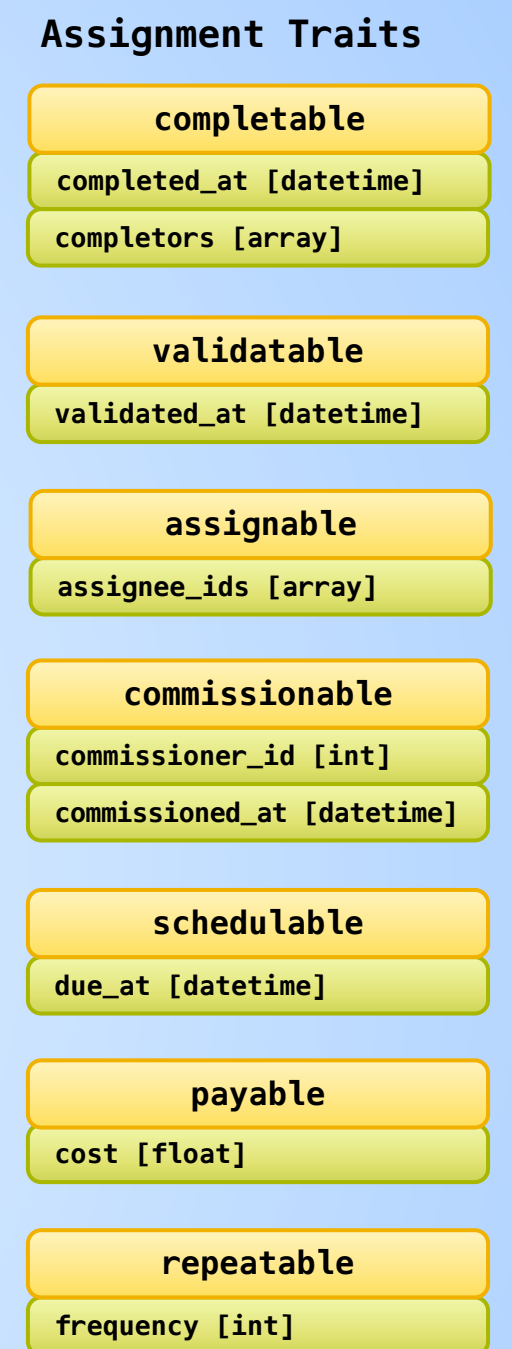 Assignment Traits
completable
completed_at [datetime]
completors [array]
validatable
validated_at [datetime]
assignable
assignee_ids [array]
commissionable
commissioner_id [int]
commissioned_at [datetime]
schedulable
due_at [datetime]
payable
cost [float]
repeatable
frequency [int]